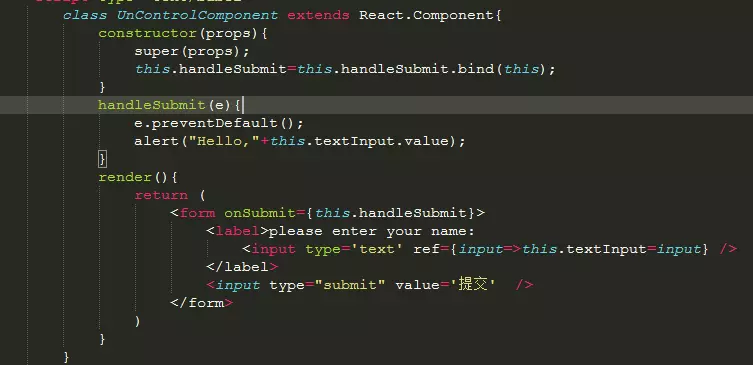 class UnControlComponent extends React.Component{
constructor(props){
super(props);
this.handleSubmit=this.handleSubmit.bind(this);
}
handleSubmit(e){
e.preventDefault();
alert("Hello,"+this.textInput.value);
}
render(){
return (
<form onSubmit={this.handleSubmit}>
<label>please enter your name:
<input type='text' ref={input=>this.textInput=input} />
</label>
<input type="submit" value='提交'  />
</form>
)
}
}